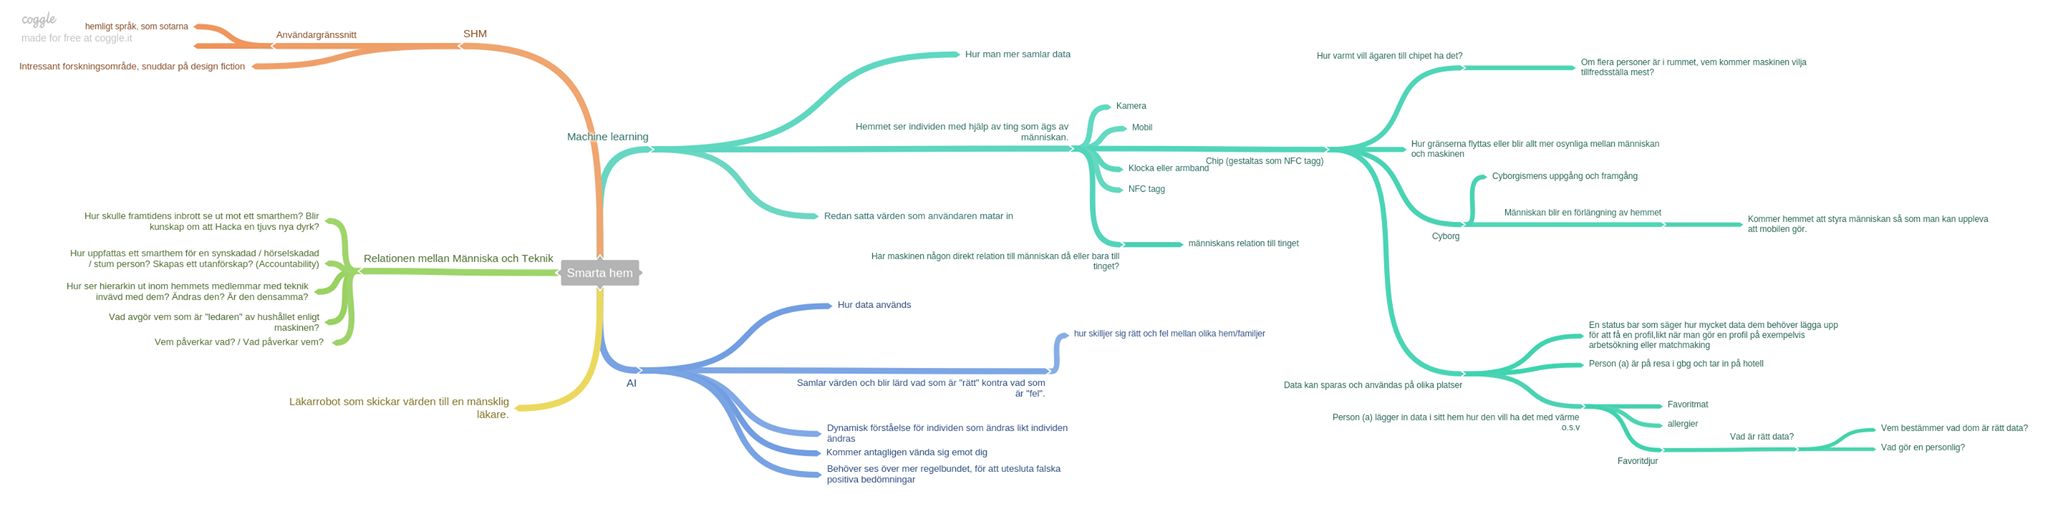 coggle
made for free at coggle.it
hemligt språk, som sotarna
Användargränssnitt
SHM
Intressant forskningsområde, snuddar på design fiction
Machine learning
Hur man mer samlar data
Hemmet ser individen med hjälp av ting som ägs av
människan.
Kamera
Mobil
Klocka eller armband
NFC tagg
Chip (gestaltas som NFC tagg)
Redan satta värden som användaren matar in
människans relation till tinget
Har maskinen någon direkt relation till människan då eller bara till
tinget?
Hur varmt vill ägaren till chipet ha det?
Om flera personer är i rummet, vem kommer maskinen vilja
tillfredsställa mest?
Hur gränserna flyttas eller blir allt mer osynliga mellan människan
och maskinen
Cyborgismens uppgång och framgång
Människan blir en förlängning av hemmet
Cyborg
Kommer hemmet att styra människan så som man kan uppleva
att mobilen gör.
Data kan sparas och användas på olika platser
En status bar som säger hur mycket data dem behöver lägga upp
för att få en profil,likt när man gör en profil på exempelvis
arbetsökning eller matchmaking
Person (a) är på resa i gbg och tar in på hotell
Person (a) lägger in data i sitt hem hur den vill ha det med värme
o.s.v
Favoritmat
allergier
Favoritdjur
Vad är rätt data?
Vem bestämmer vad dom är rätt data?
Vad gör en personlig?
Hur skulle framtidens inbrott se ut mot ett smarthem? Blir
kunskap om att Hacka en tjuvs nya dyrk?
Hur uppfattas ett smarthem för en synskadad / hörselskadad
/ stum person? Skapas ett utanförskap? (Accountability)
Hur ser hierarkin ut inom hemmets medlemmar med teknik
invävd med dem? Ändras den? Är den densamma?
Vad avgör vem som är "ledaren" av hushållet enligt
maskinen?
Vem påverkar vad? / Vad påverkar vem?
Relationen mellan Människa och Teknik
Smarta hem
Läkarrobot som skickar värden till en mänsklig
läkare.
AI
Hur data används
hur skilljer sig rätt och fel mellan olika hem/familjer
Samlar värden och blir lärd vad som är "rätt" kontra vad som
är "fel".
Dynamisk förståelse för individen som ändras likt individen
ändras
Kommer antagligen vända sig emot dig
Behöver ses över mer regelbundet, för att utesluta falska
positiva bedömningar